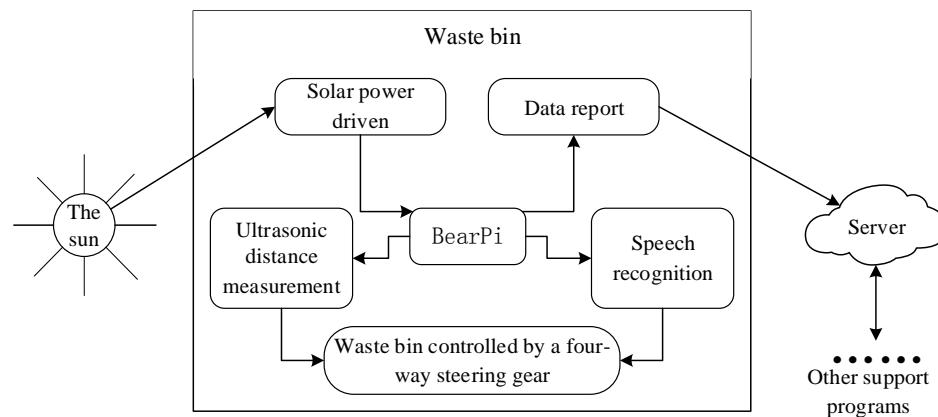 Waste bin
Solar power
driven
Data report
The
sun
Ultrasonic
distance
measurement
BearPi
Speech
recognition
Server
Waste bin controlled by a four-
way steering gear
Other support
programs